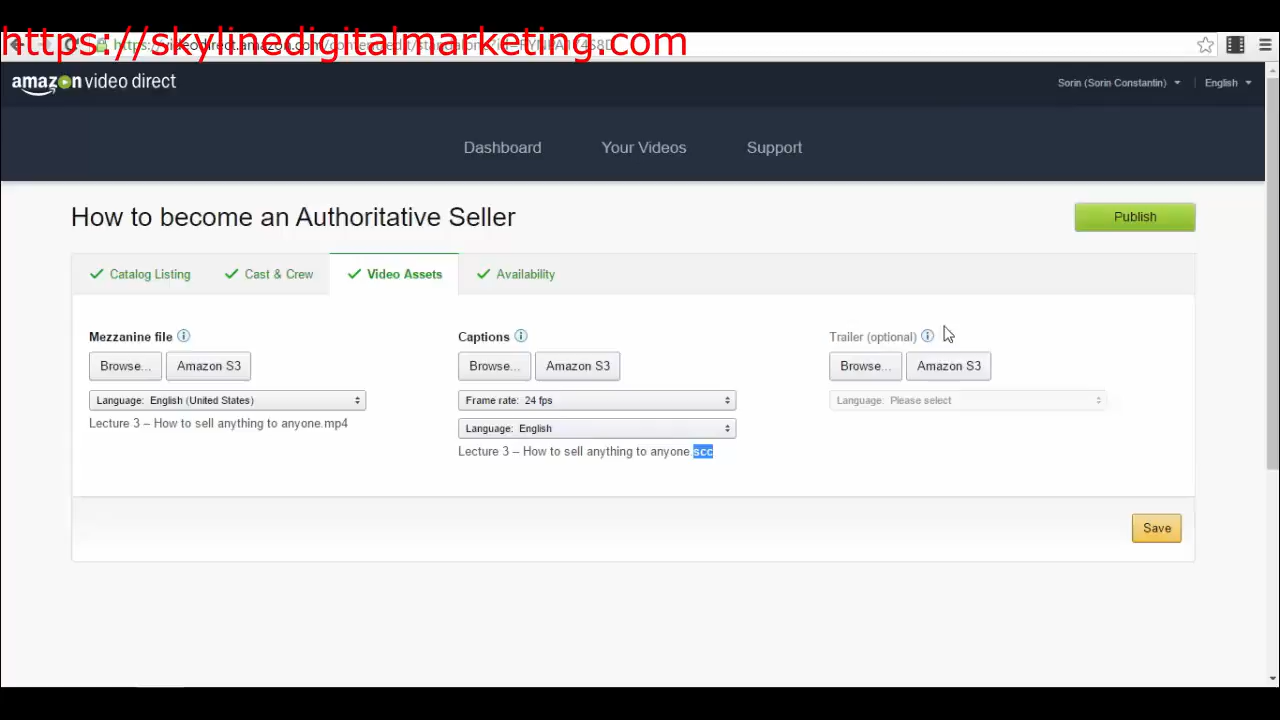 https://skylinedigitalmarketing.com
amazon video direct
Sorin (Sorin Constantin)
English
Dashboard
Your Videos
Support
How to become an Authoritative Seller
Publish
Catalog Listing
Cast & Crew
Video Assets
Availability
Mezzanine file
Captions
Trailer (optional)
Browse...
Amazon S3
Browse...
Amazon S3
Browse...
Amazon S3
Language: English (United States)
Frame rate: 24 fps
Language: Please select
Lecture 3 – How to sell anything to anyone.mp4
Language: English
Lecture 3 – How to sell anything to anyone.scc
Save